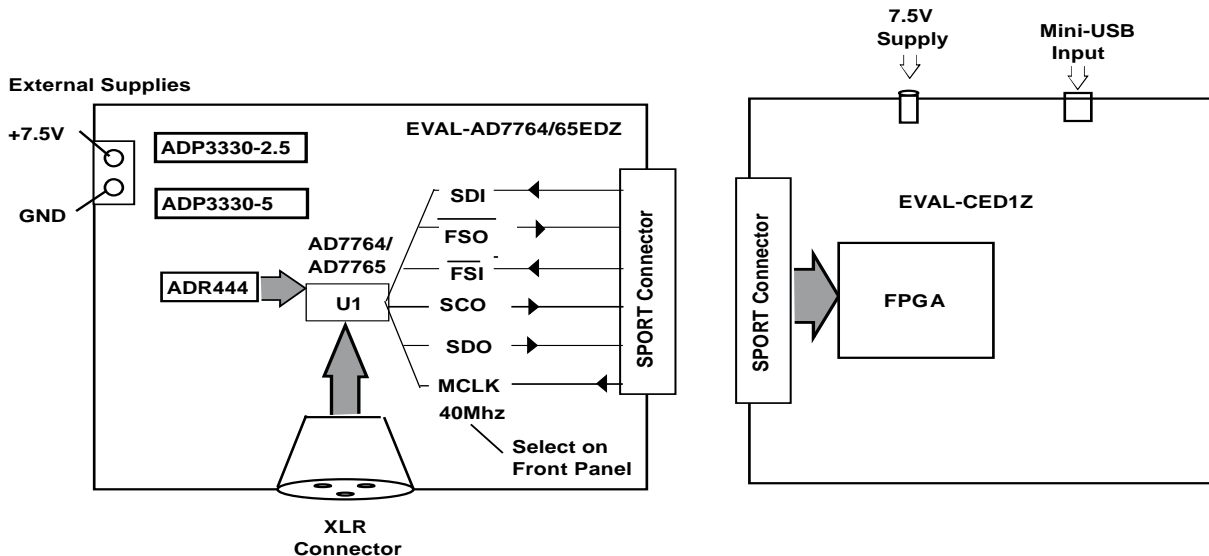 External Supplies
+7.5V
GND
ADP3330-2.5
ADP3330-5
EVAL-AD7764/65EDZ
AD7764/
AD7765
ADR444
U1
SDI
FSO
FSI
SCO
SDO
MCLK
40Mhz
Select on
Front Panel
SPORT Connector
XLR
Connector
7.5V
Supply
Mini-USB
Input
SPORT Connector
EVAL-CED1Z
FPGA